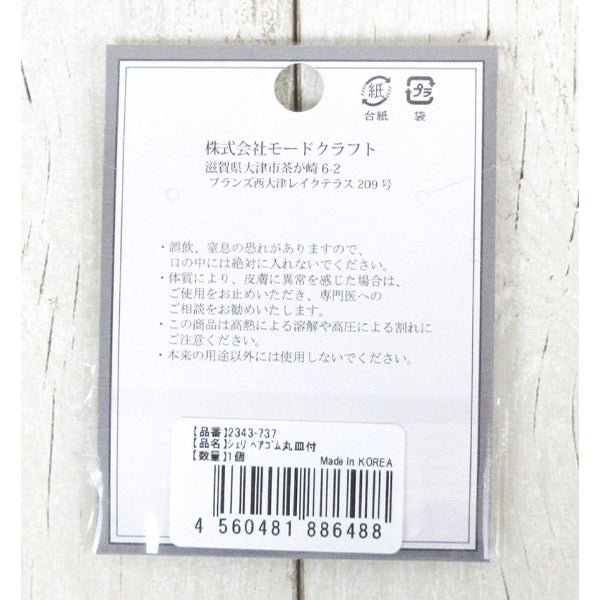 紙
プラ
台紙
袋
株式会社モードクラフト
滋賀県大津市茶が崎 6-2
ブランズ西大津レイクテラス 209 号
・誤飲、窒息の恐れがありますので、
口の中には絶対に入れないでください。
・体質により、皮膚に異常を感じた場合は、
ご使用をお止めいただき、専門医への
ご相談をお勧めいたします。
・この商品は高熱による溶解や高圧による割れに
ご注意ください。
・本来の用途以外には使用しないでください。
【品番】2343-737
【品名】ｼｪﾘ ﾍｱｺﾞﾑ丸皿付
【数量】1個
Made in KOREA
4 560481 886488